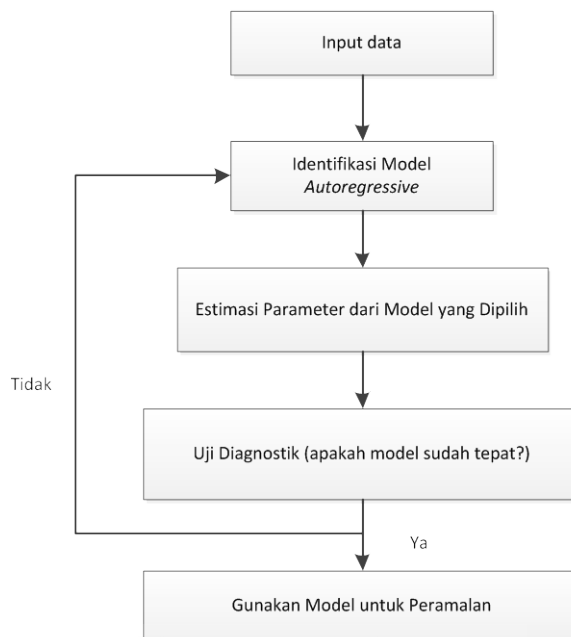 Input data
Identifikasi Model
Autoregressive
Estimasi Parameter dari Model yang Dipilih
Tidak
Uji Diagnostik (apakah model sudah tepat?)
Ya
Gunakan Model untuk Peramalan